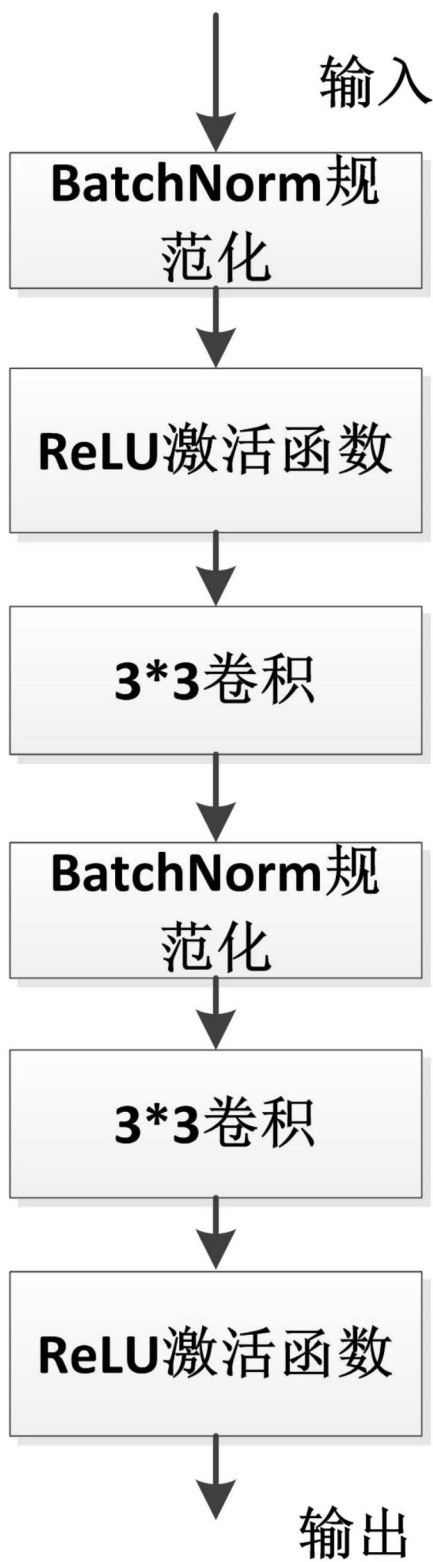 输入
BatchNorm规
范化
ReLU激活函数
3*3卷积
BatchNorm规
范化
3*3卷积
ReLU激活函数
输出